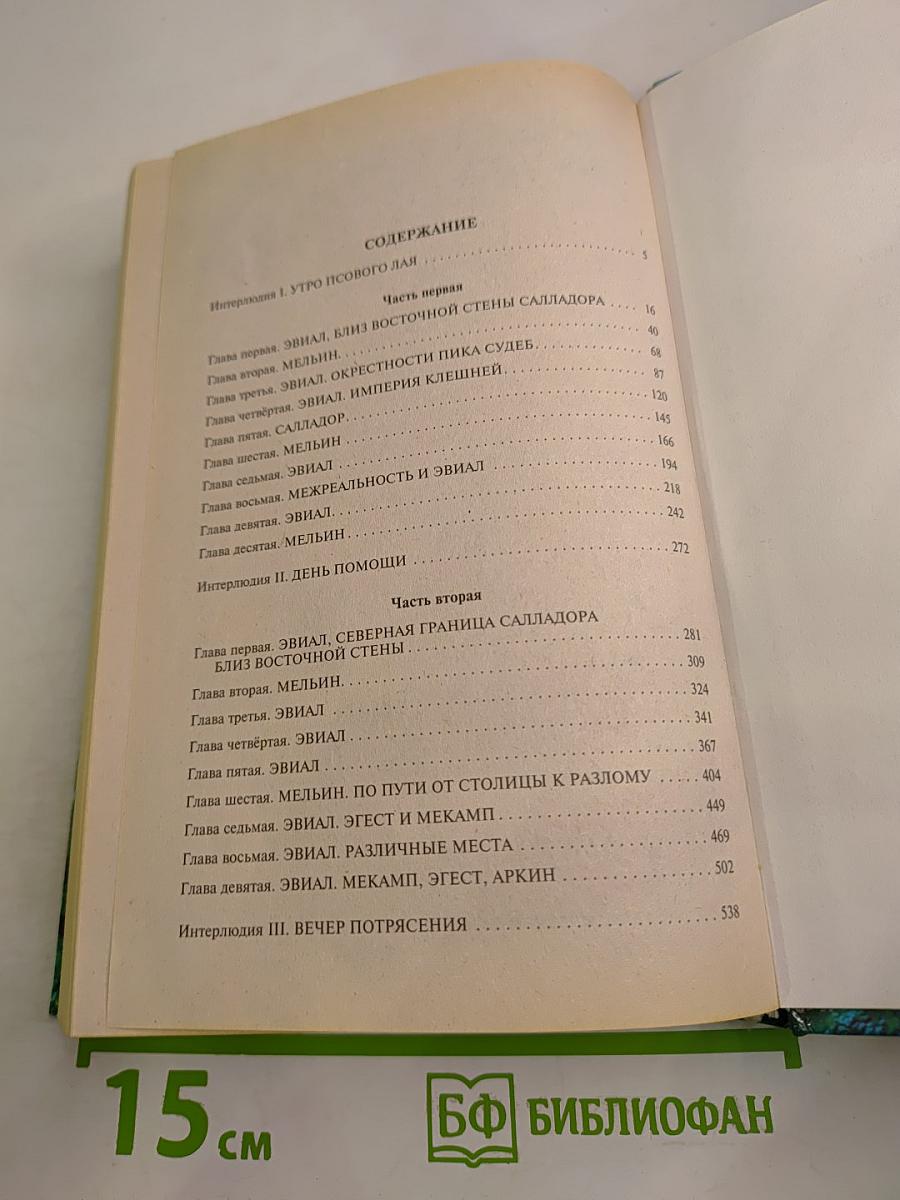 СОДЕРЖАНИЕ
Интерлюдия I. УТРО ПСОВОГО ЛАЯ . . . . . . . . . . . . . . . . . . . . . . . . . . . . 5
Часть первая
Глава первая. ЭВИАЛ, БЛИЗ ВОСТОЧНОЙ СТЕНЫ САЛЛАДОРА . . . . 16
Глава вторая. МЕЛЬИН. . . . . . . . . . . . . . . . . . . . . . . . . . . . . . 40
Глава третья. ЭВИАЛ. ОКРЕСТНОСТИ ПИКА СУДЕБ. . . . . . . . . . . . . . 68
Глава четвёртая. ЭВИАЛ. ИМПЕРИЯ КЛЕШНЕЙ. . . . . . . . . . . . . . . . . 87
Глава пятая. САЛЛАДОР. . . . . . . . . . . . . . . . . . . . . . . . . . . . . . 120
Глава шестая. МЕЛЬИН . . . . . . . . . . . . . . . . . . . . . . . . . . . . . . 145
Глава седьмая. ЭВИАЛ . . . . . . . . . . . . . . . . . . . . . . . . . . . . . . 166
Глава восьмая. МЕЖРЕАЛЬНОСТЬ И ЭВИАЛ . . . . . . . . . . . . . . . . . 194
Глава девятая. ЭВИАЛ. . . . . . . . . . . . . . . . . . . . . . . . . . . . . . 218
Глава десятая. МЕЛЬИН . . . . . . . . . . . . . . . . . . . . . . . . . . . . . . 242
Интерлюдия II. ДЕНЬ ПОМОЩИ . . . . . . . . . . . . . . . . . . . . . . . . . 272
Часть вторая
Глава первая. ЭВИАЛ, СЕВЕРНАЯ ГРАНИЦА САЛЛАДОРА
БЛИЗ ВОСТОЧНОЙ СТЕНЫ . . . . . . . . . . . . . . . . . . . . . . . . . . . 281
Глава вторая. МЕЛЬИН. . . . . . . . . . . . . . . . . . . . . . . . . . . . . . 309
Глава третья. ЭВИАЛ . . . . . . . . . . . . . . . . . . . . . . . . . . . . . . 324
Глава четвёртая. ЭВИАЛ . . . . . . . . . . . . . . . . . . . . . . . . . . . . . . 341
Глава пятая. ЭВИАЛ . . . . . . . . . . . . . . . . . . . . . . . . . . . . . . 367
Глава шестая. МЕЛЬИН. ПО ПУТИ ОТ СТОЛИЦЫ К РАЗЛОМУ . . . . . 404
Глава седьмая. ЭВИАЛ. ЭГЕСТ И МЕКАМП . . . . . . . . . . . . . . . . . . . 449
Глава восьмая. ЭВИАЛ. РАЗЛИЧНЫЕ МЕСТА . . . . . . . . . . . . . . . . . 469
Глава девятая. ЭВИАЛ. МЕКАМП, ЭГЕСТ, АРКИН . . . . . . . . . . . . . . 502
Интерлюдия III. ВЕЧЕР ПОТРЯСЕНИЯ . . . . . . . . . . . . . . . . . . . . . . 538
15 см
БФ БИБЛИОФАН